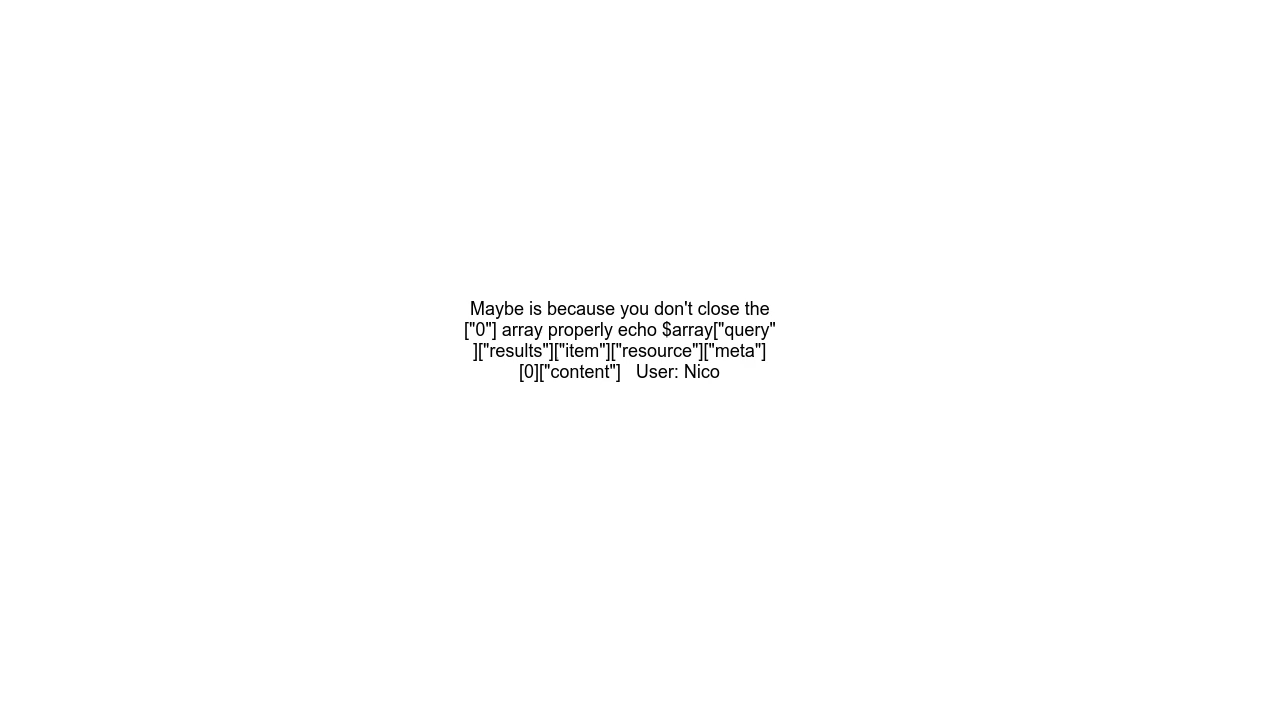 Maybe is because you don't close the
["0"] array properly echo $array["query"
]["results"]["item"]["resource"]["meta"]
[0]["content"]   User: Nico